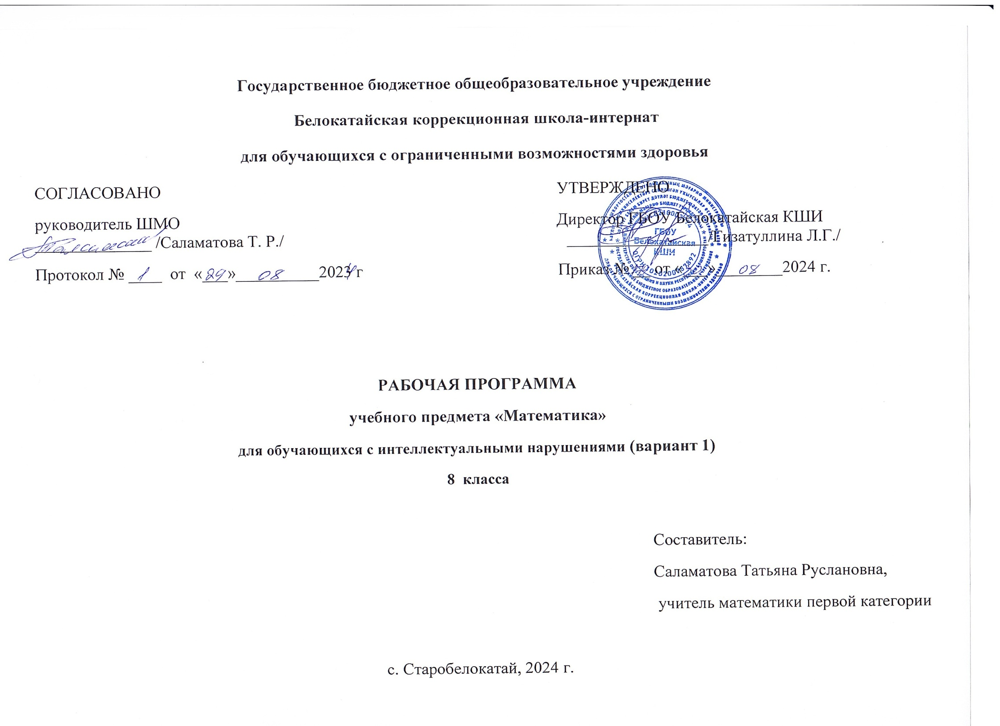 Государственное бюджетное общеобразовательное учреждение
Белокатайская коррекционная школа-интернат
для обучающихся с ограниченными возможностями здоровья
СОГЛАСОВАНО
руководитель ШМО
/Саламатова Т. Р./
Протокол № 1 от «29» 08 2024 г
УТВЕРЖДЕНО
Директор ГБОУ Белокатайская КШИ
/Гизатуллина Л.Г./
Приказ № от « » 08 2024 г.
ГБОУ
Белокатайская
КШИ
РАБОЧАЯ ПРОГРАММА
учебного предмета «Математика»
для обучающихся с интеллектуальными нарушениями (вариант 1)
8 класса
Составитель:
Саламатова Татьяна Руслановна,
учитель математики первой категории
с. Старобелокатай, 2024 г.